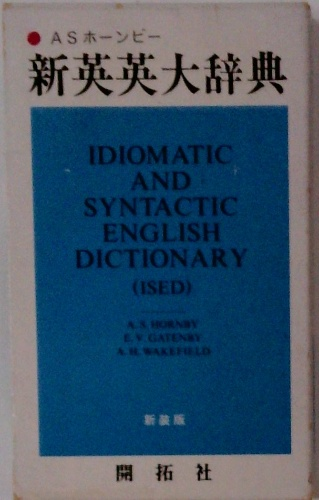 ● ASホーンビー
新英英大辞典
IDIOMATIC
AND
SYNTACTIC
ENGLISH
DICTIONARY
(ISED)
A.S. HORNBY
E.V. GATENBY
A.H. WAKEFIELD
新装版
開拓社